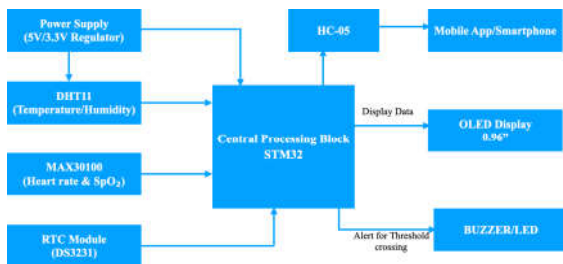 Power Supply
(5V/3.3V Regulator)
HC-05
Mobile App/Smartphone
DHT11
(Temperature/Humidity)
Display Data
OLED Display
0.96”
Central Processing Block
STM32
MAX30100
(Heart rate & SpO₂)
RTC Module
(DS3231)
Alert for Threshold
crossing
BUZZER/LED